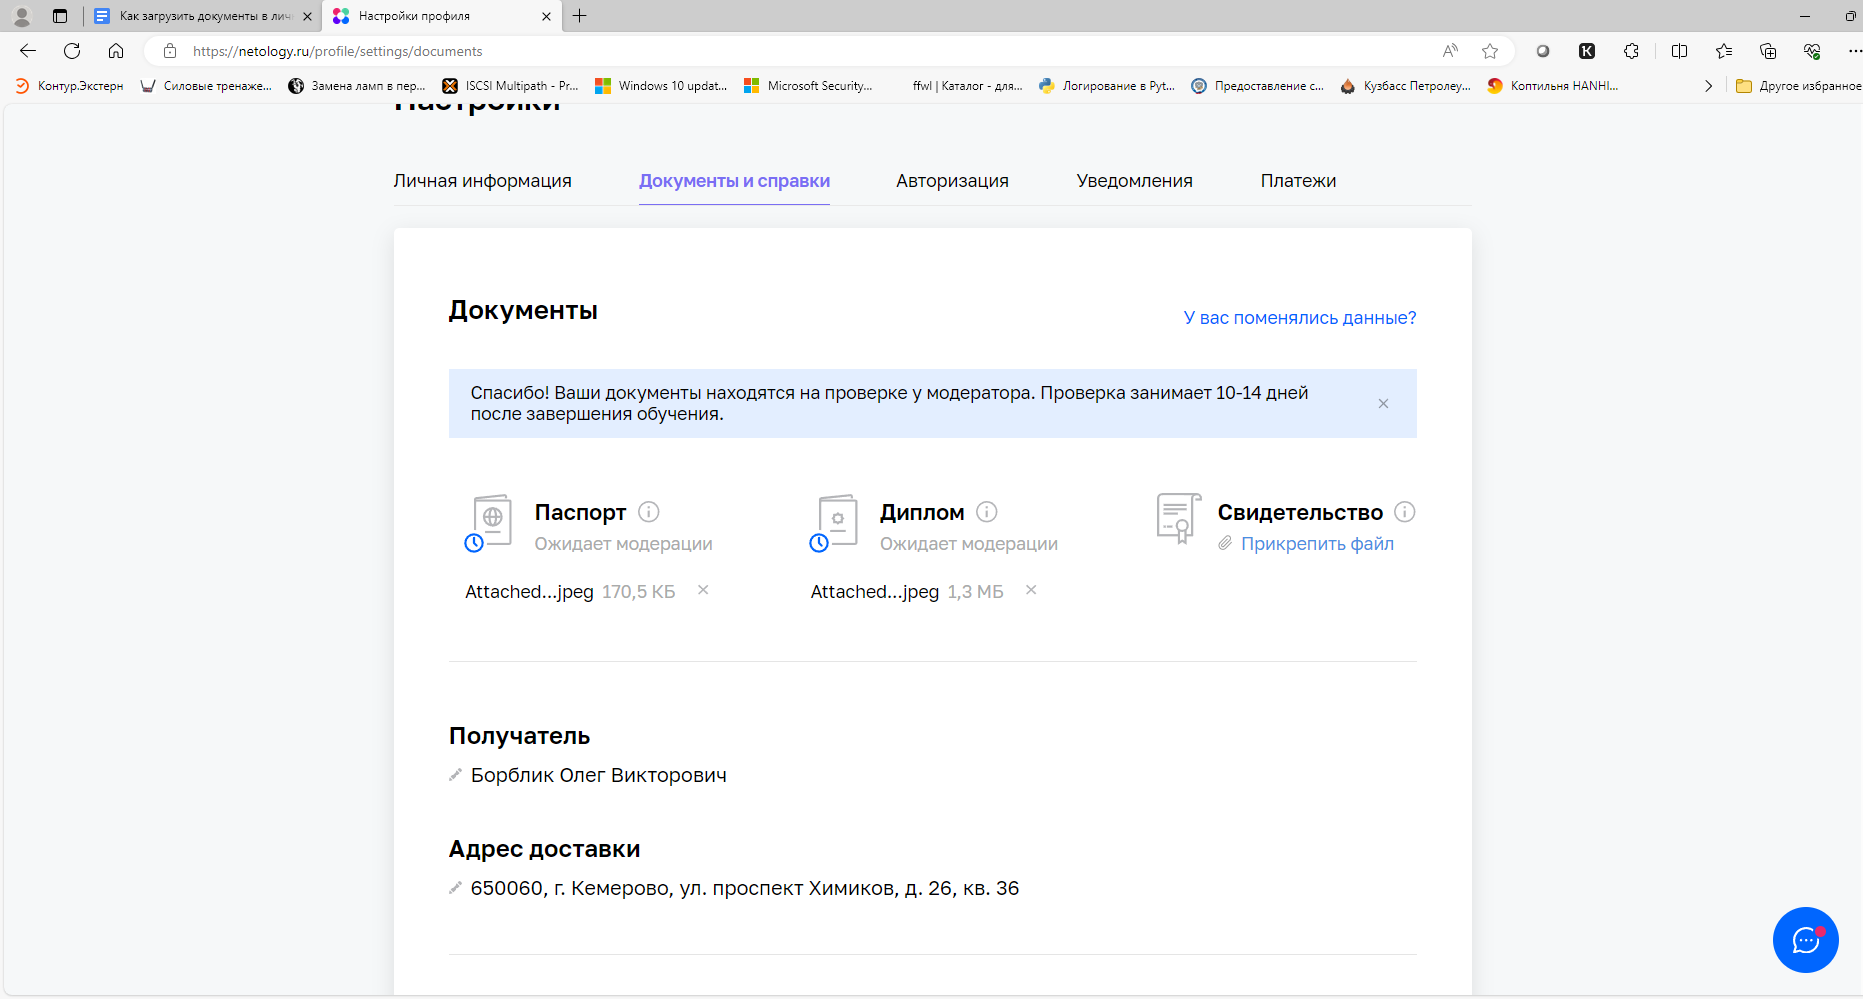 Как загрузить документы в личн
Настройки профиля
https://netology.ru/profile/settings/documents
Контур.Экстерн
Силовые тренаже...
Замена ламп в пер...
ISCSI Multipath - Pr...
Windows 10 updat...
Microsoft Security...
ffwl | Каталог - для...
Логирование в Pyt...
Предоставление с...
Кузбасс Петролеу...
Коптильня HANHI...
Другое избранное
Настройки
Личная информация
Документы и справки
Авторизация
Уведомления
Платежи
Документы
У вас поменялись данные?
Спасибо! Ваши документы находятся на проверке у модератора. Проверка занимает 10-14 дней
после завершения обучения.
Паспорт
Ожидает модерации
Attached...jpeg 170,5 КБ
Диплом
Ожидает модерации
Attached...jpeg 1,3 МБ
Свидетельство
Прикрепить файл
Получатель
Борблик Олег Викторович
Адрес доставки
650060, г. Кемерово, ул. проспект Химиков, д. 26, кв. 36